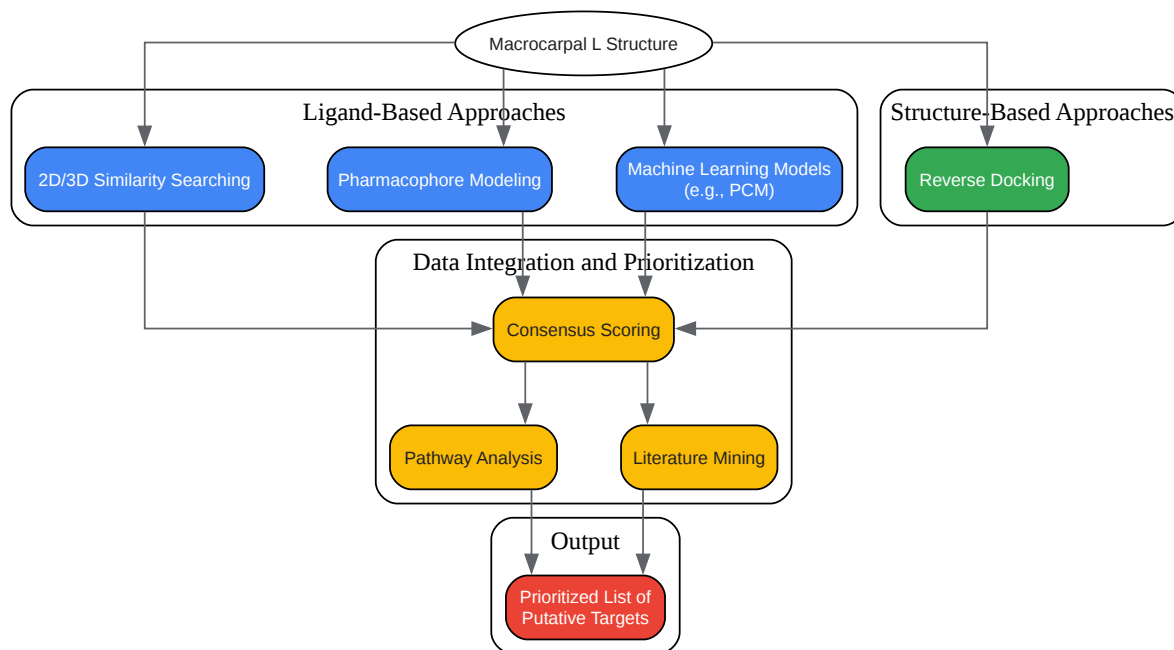 Macrocarpal L Structure
Ligand-Based Approaches
Structure-Based Approaches
2D/3D Similarity Searching
Pharmacophore Modeling
Machine Learning Models
(e.g., PCM)
Reverse Docking
Data Integration and Prioritization
Consensus Scoring
Pathway Analysis
Literature Mining
Output
Prioritized List of
Putative Targets